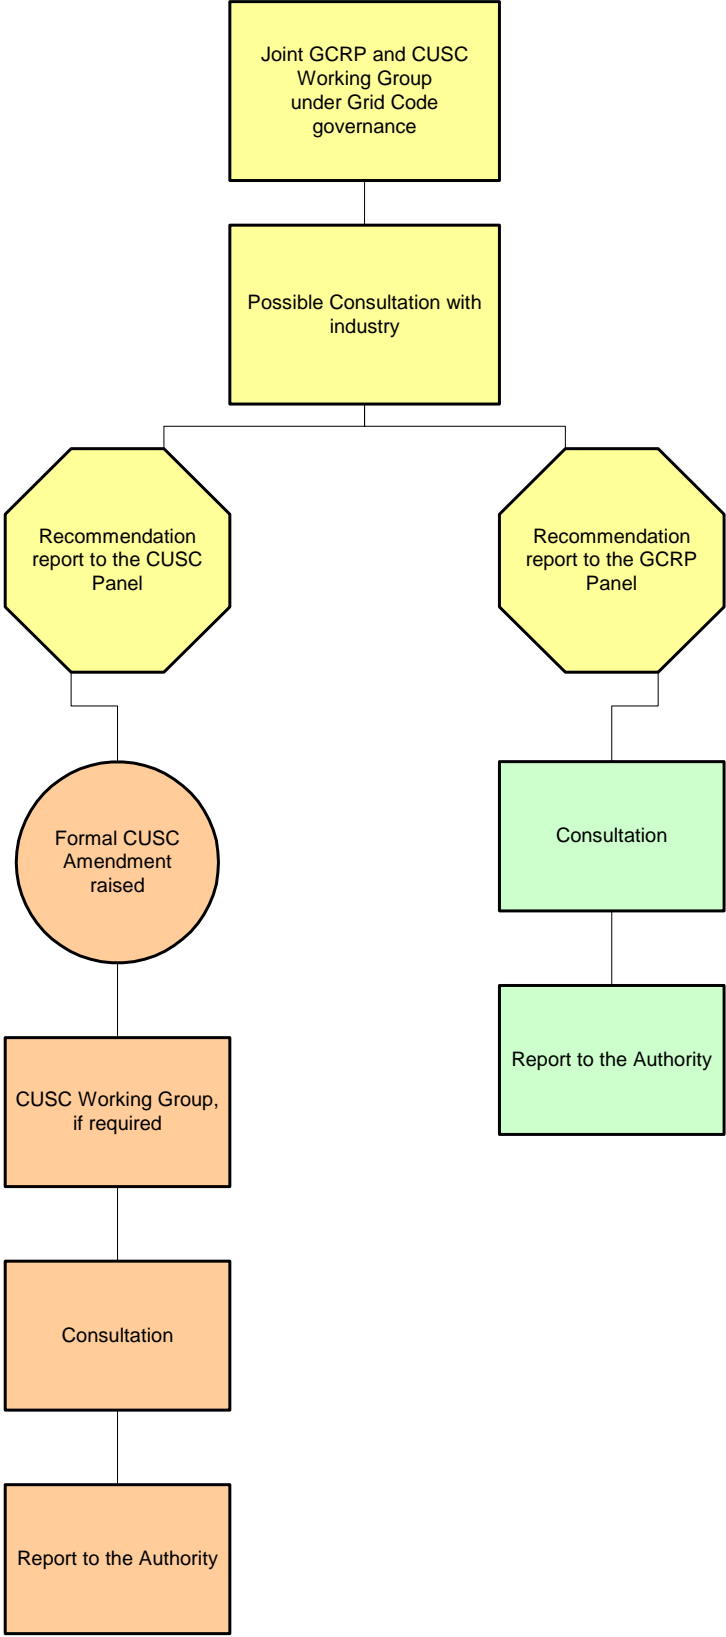 Joint GCRP and CUSC
Working Group
under Grid Code
governance
Possible Consultation with
industry
Recommendation
report to the CUSC
Panel
Recommendation
report to the GCRP
Panel
Formal CUSC
Amendment
raised
Consultation
CUSC Working Group,
if required
Report to the Authority
Consultation
Report to the Authority